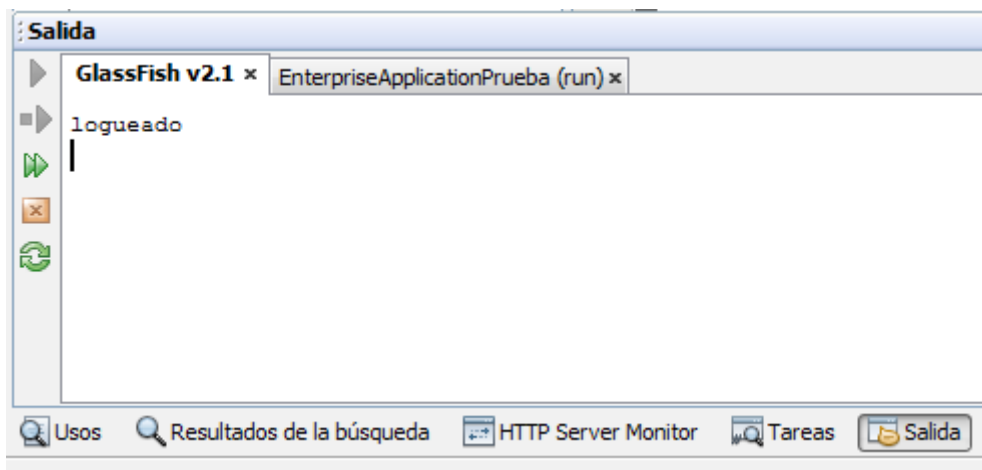 Salida
GlassFish v2.1 × EnterpriseApplicationPrueba (run) ×
logueado
Usos Resultados de la búsqueda HTTP Server Monitor Tareas Salida